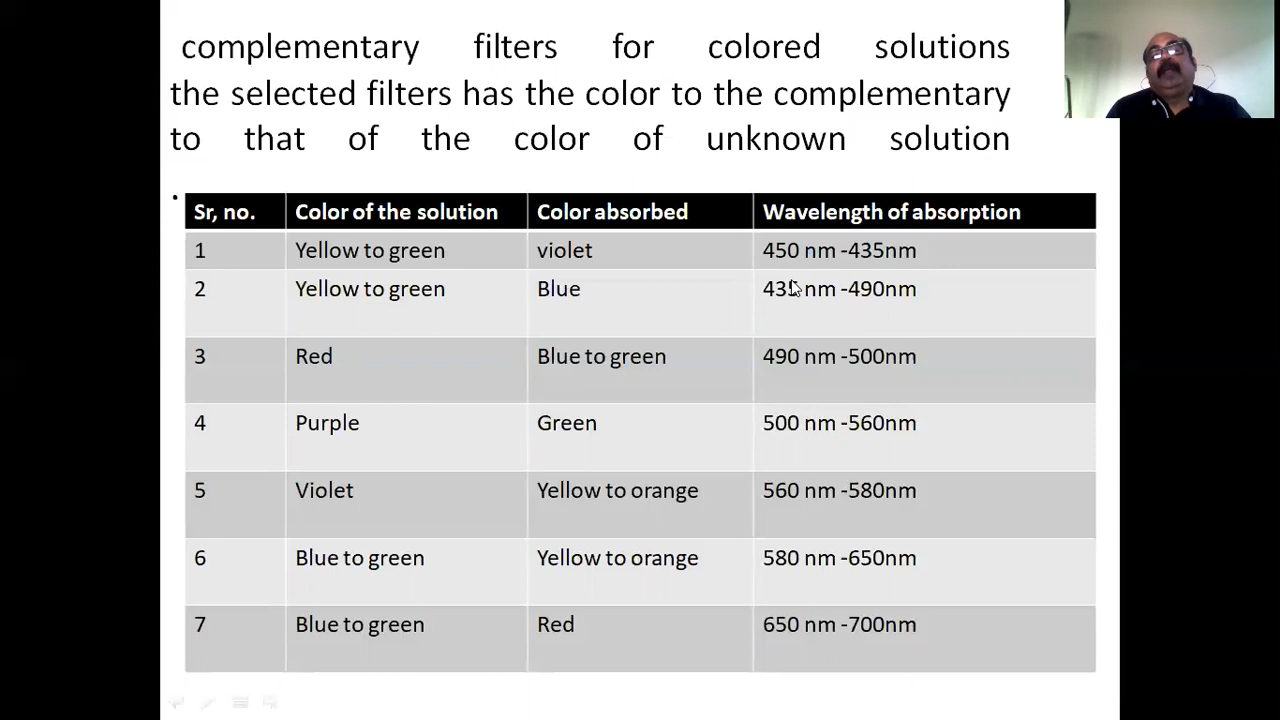 complementary filters for colored solutions
the selected filters has the color to the complementary
to that of the color of unknown solution
Sr, no. Color of the solution Color absorbed Wavelength of absorption
1 Yellow to green violet 450 nm -435nm
2 Yellow to green Blue 435 nm -490nm
3 Red Blue to green 490 nm -500nm
4 Purple Green 500 nm -560nm
5 Violet Yellow to orange 560 nm -580nm
6 Blue to green Yellow to orange 580 nm -650nm
7 Blue to green Red 650 nm -700nm